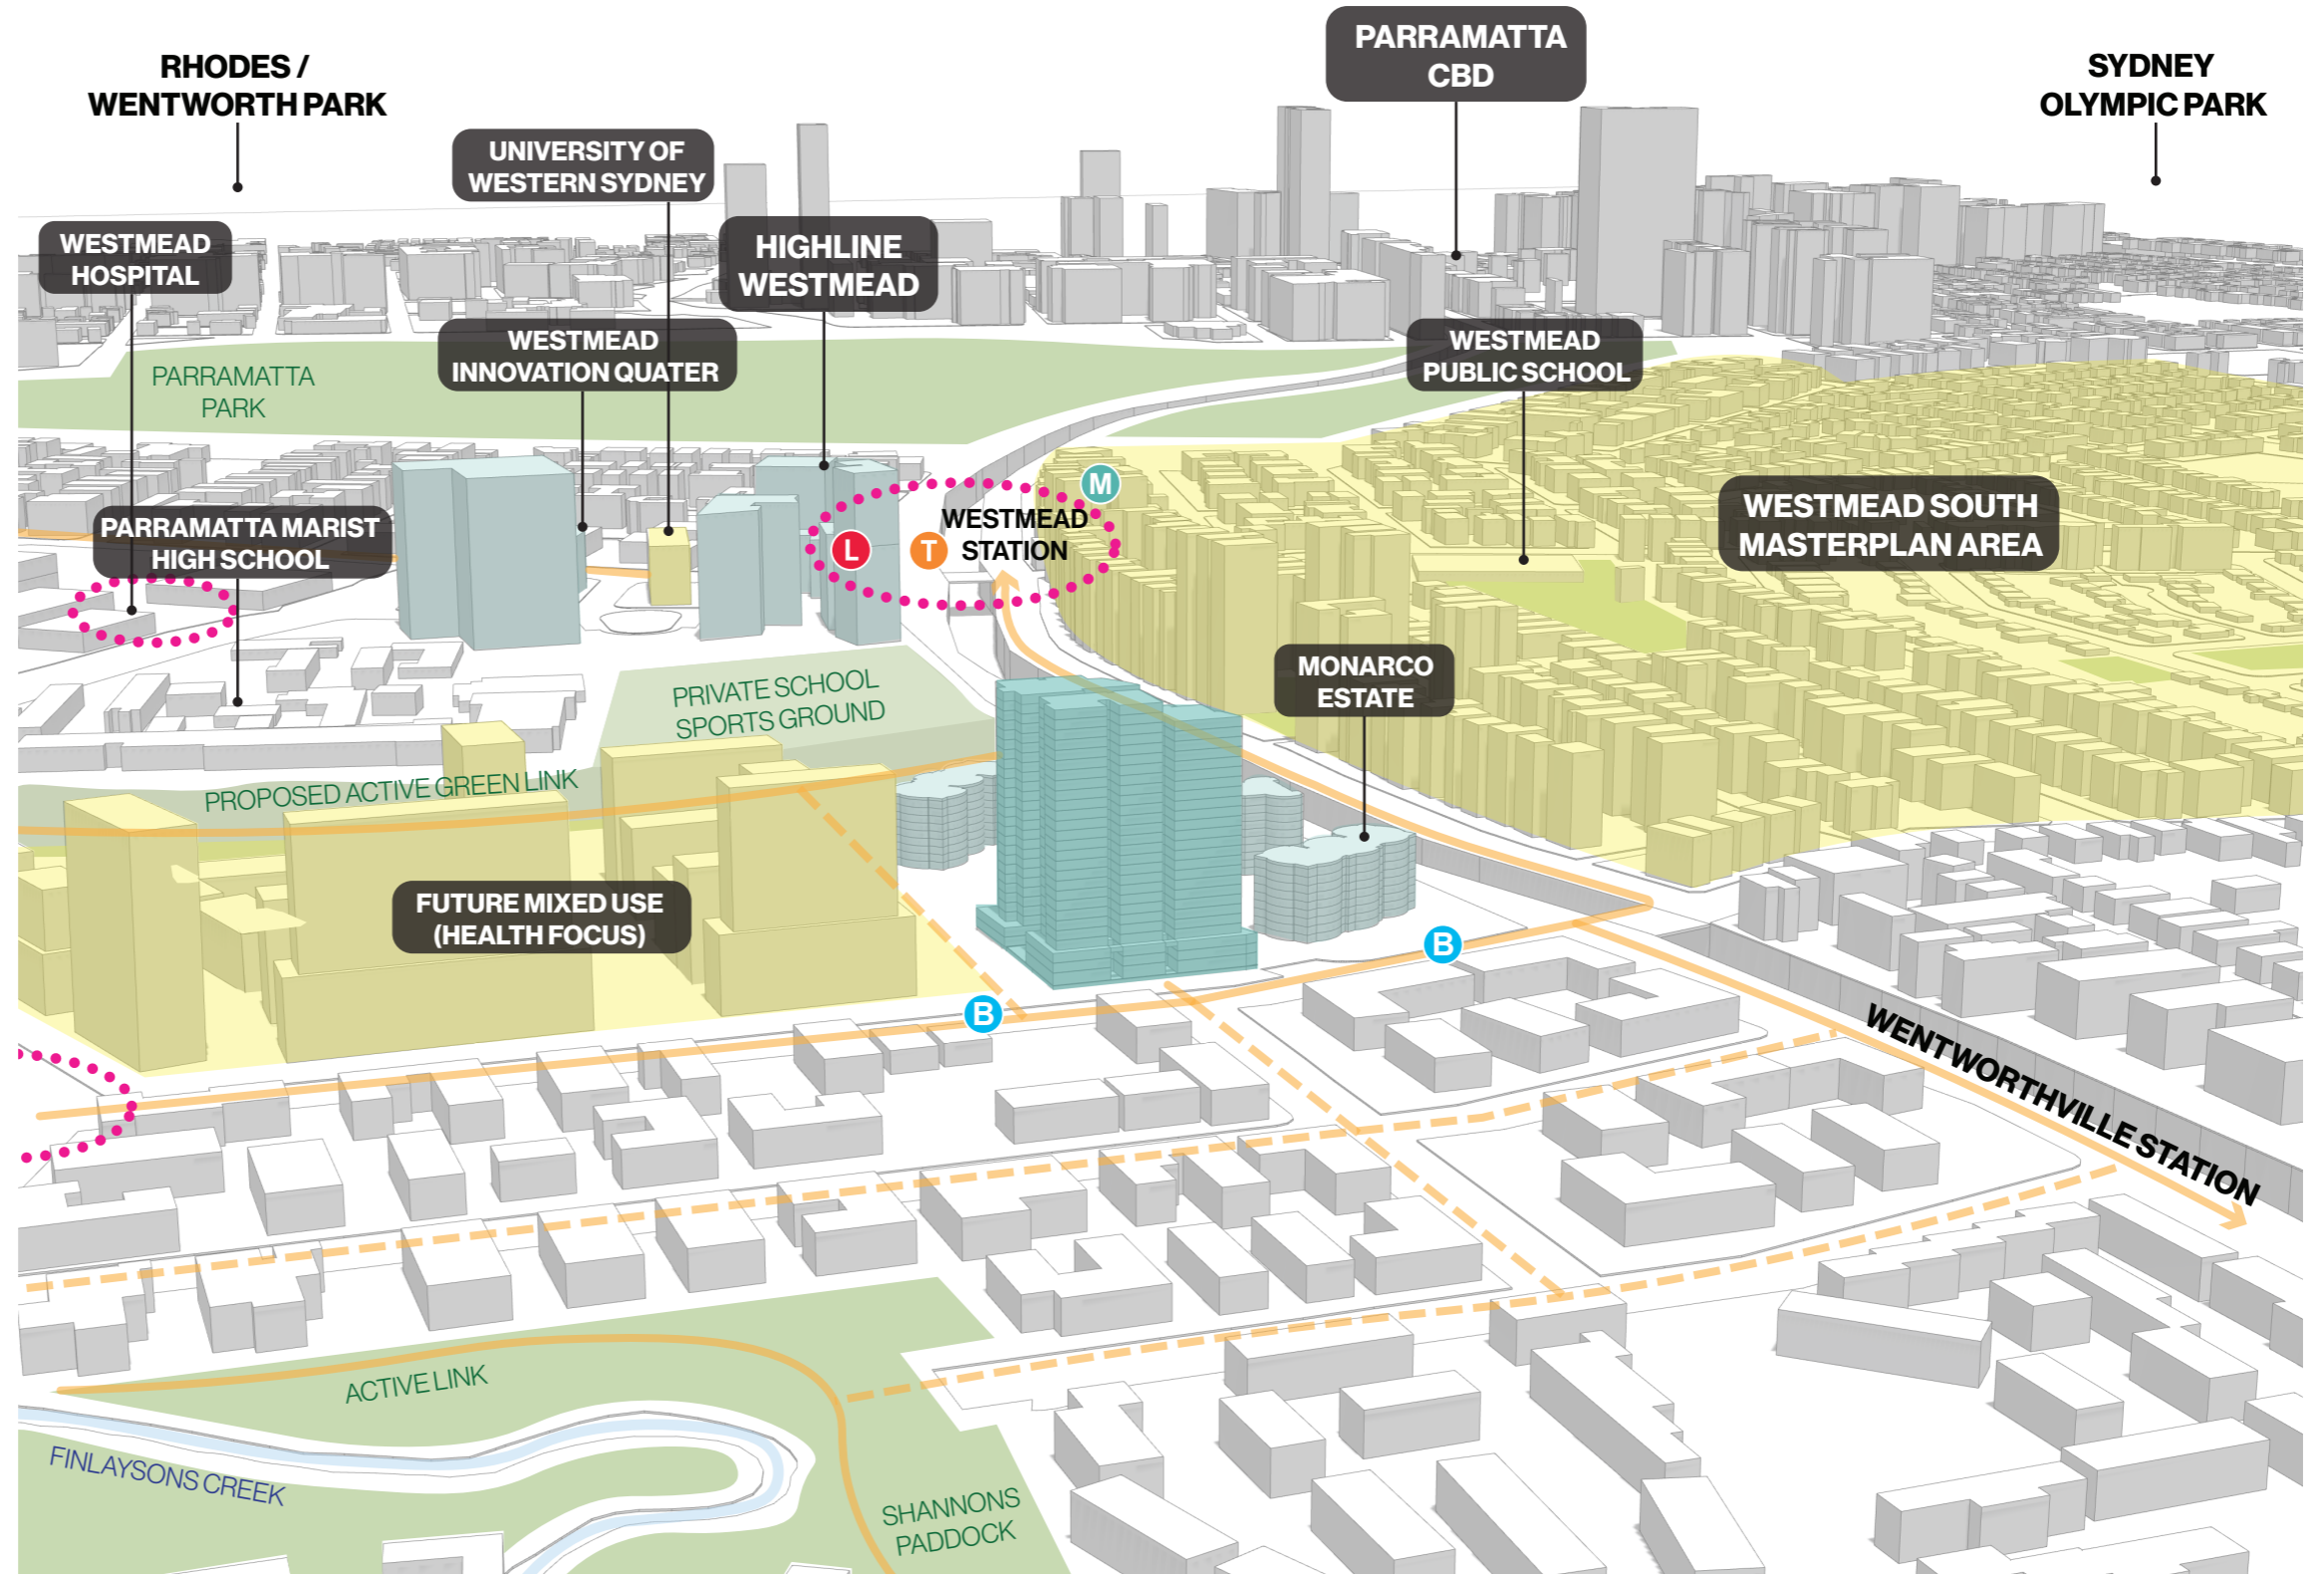 RHODES /
WENTWORTH PARK
PARRAMATTA
CBD
SYDNEY
OLYMPIC PARK
UNIVERSITY OF
WESTERN SYDNEY
WESTMEAD
HOSPITAL
HIGHLINE
WESTMEAD
WESTMEAD
INNOVATION QUATER
WESTMEAD
PUBLIC SCHOOL
PARRAMATTA
PARK
M
WESTMEAD SOUTH
MASTERPLAN AREA
PARRAMATTA MARIST
HIGH SCHOOL
L
T
WESTMEAD
STATION
MONARCO
ESTATE
PRIVATE SCHOOL
SPORTS GROUND
PROPOSED ACTIVE GREEN LINK
FUTURE MIXED USE
(HEALTH FOCUS)
B
B
WENTWORTHVILLE STATION
ACTIVE LINK
FINLAYSONS CREEK
SHANNONS
PADDOCK